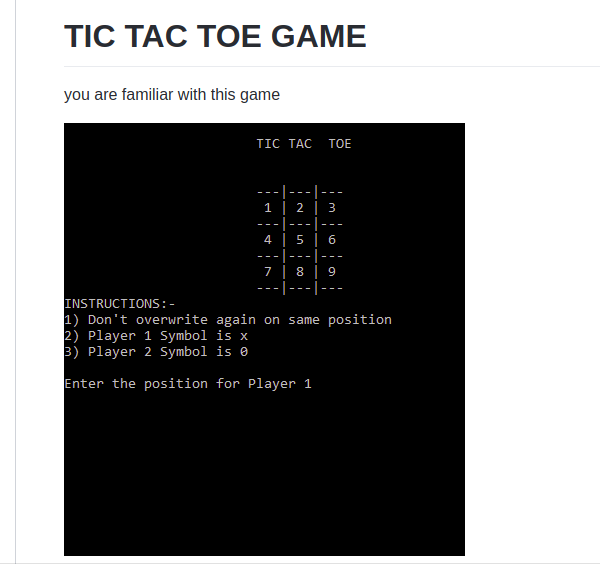 TIC TAC TOE GAME
you are familiar with this game
TIC TAC  TOE
---|---|---
1 | 2 | 3
---|---|---
4 | 5 | 6
---|---|---
7 | 8 | 9
---|---|---
INSTRUCTIONS:-
1) Don't overwrite again on same position
2) Player 1 Symbol is x
3) Player 2 Symbol is 0
Enter the position for Player 1